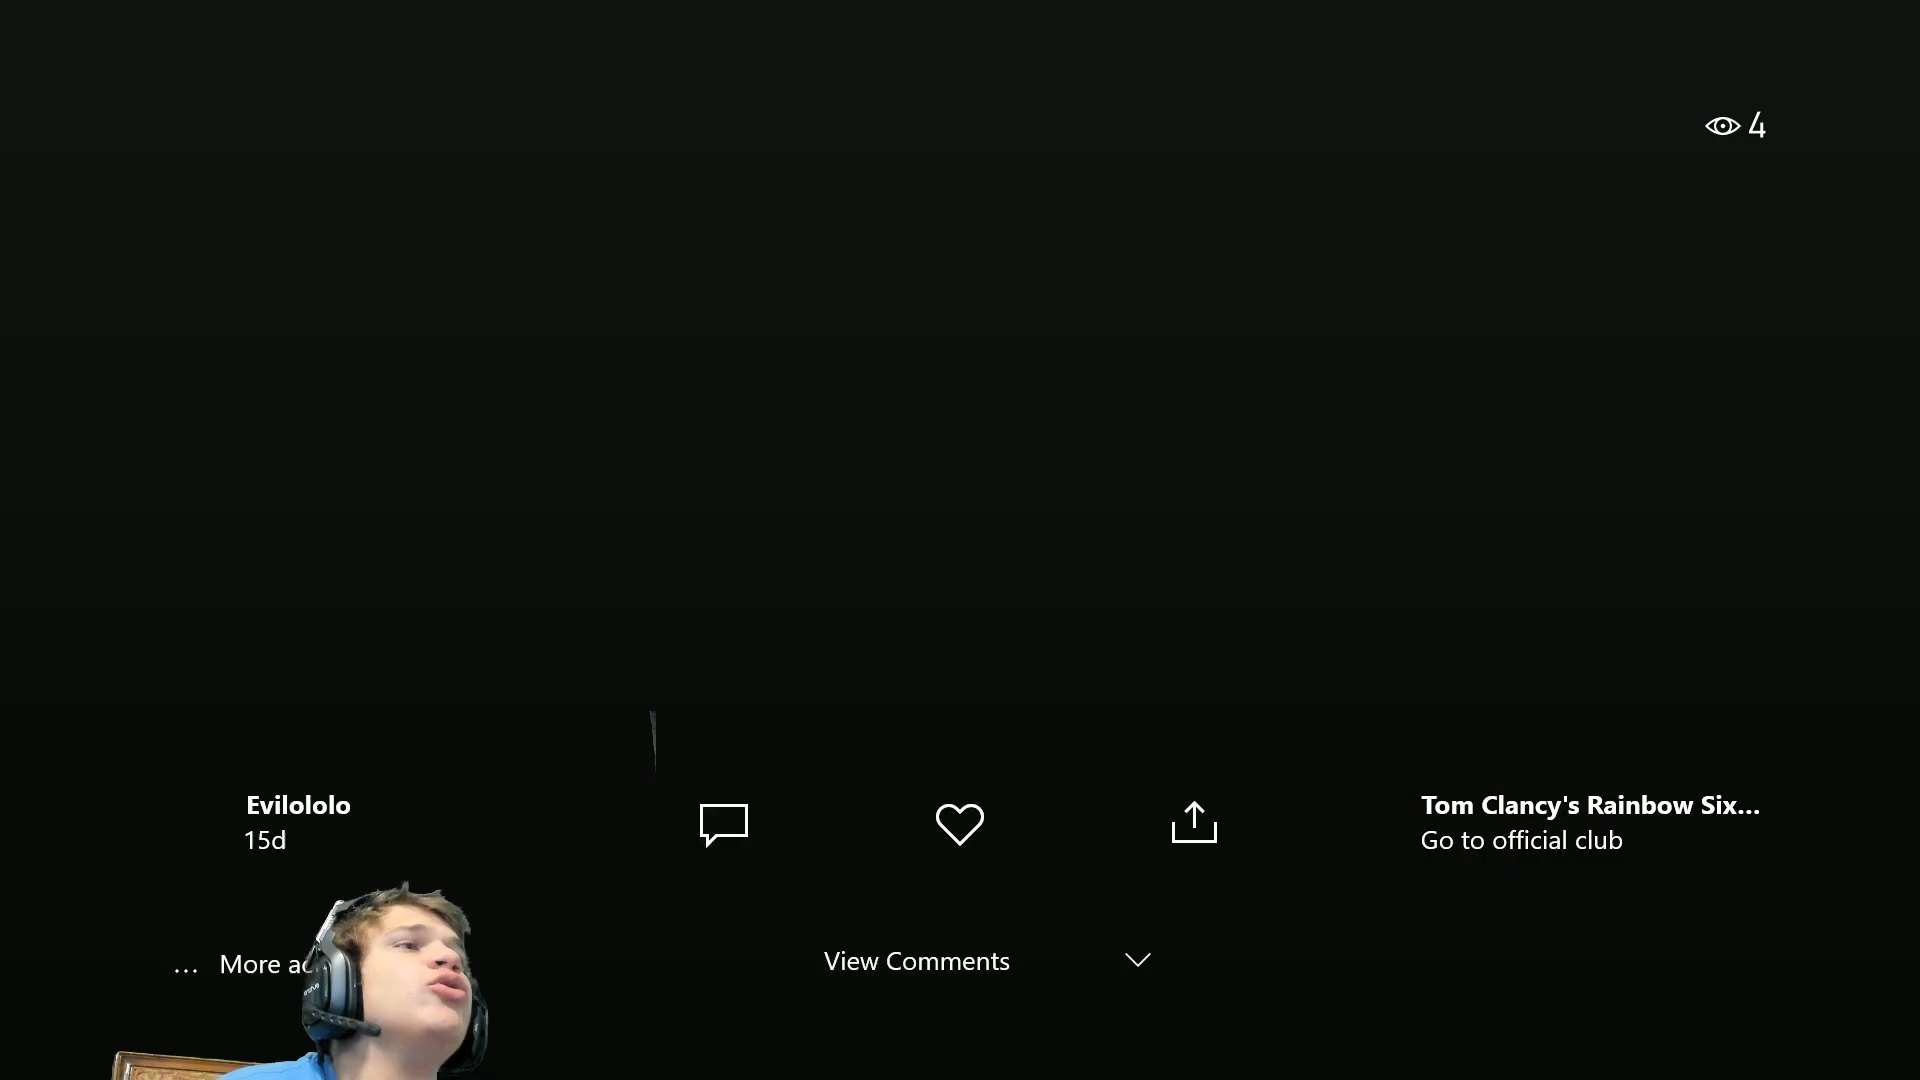 4
Evilololo
15d
Tom Clancy's Rainbow Six...
Go to official club
... More
View Comments